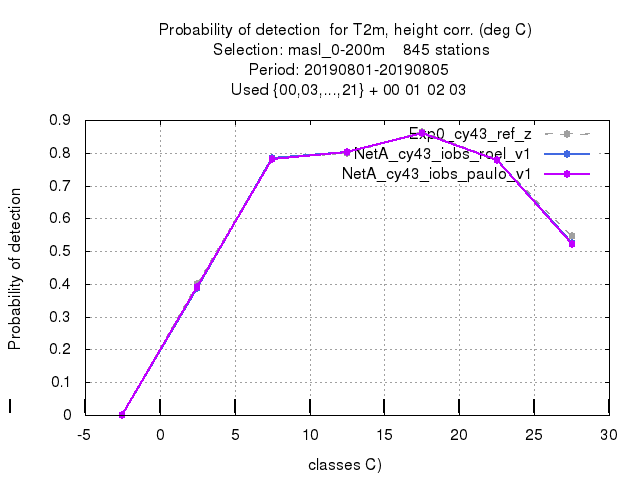 Probability of detection  for T2m, height corr. (deg C)
Selection: masl_0-200m    845 stations
Period: 20190801-20190805
Used {00,03,...,21} + 00 01 02 03
Exp0_cy43_ref_z
NetA_cy43_iobs_roel_v1
NetA_cy43_iobs_paulo_v1
Probability of detection
0.9
0.8
0.7
0.6
0.5
0.4
0.3
0.2
0.1
0
-5 0 5 10 15 20 25 30
classes C)